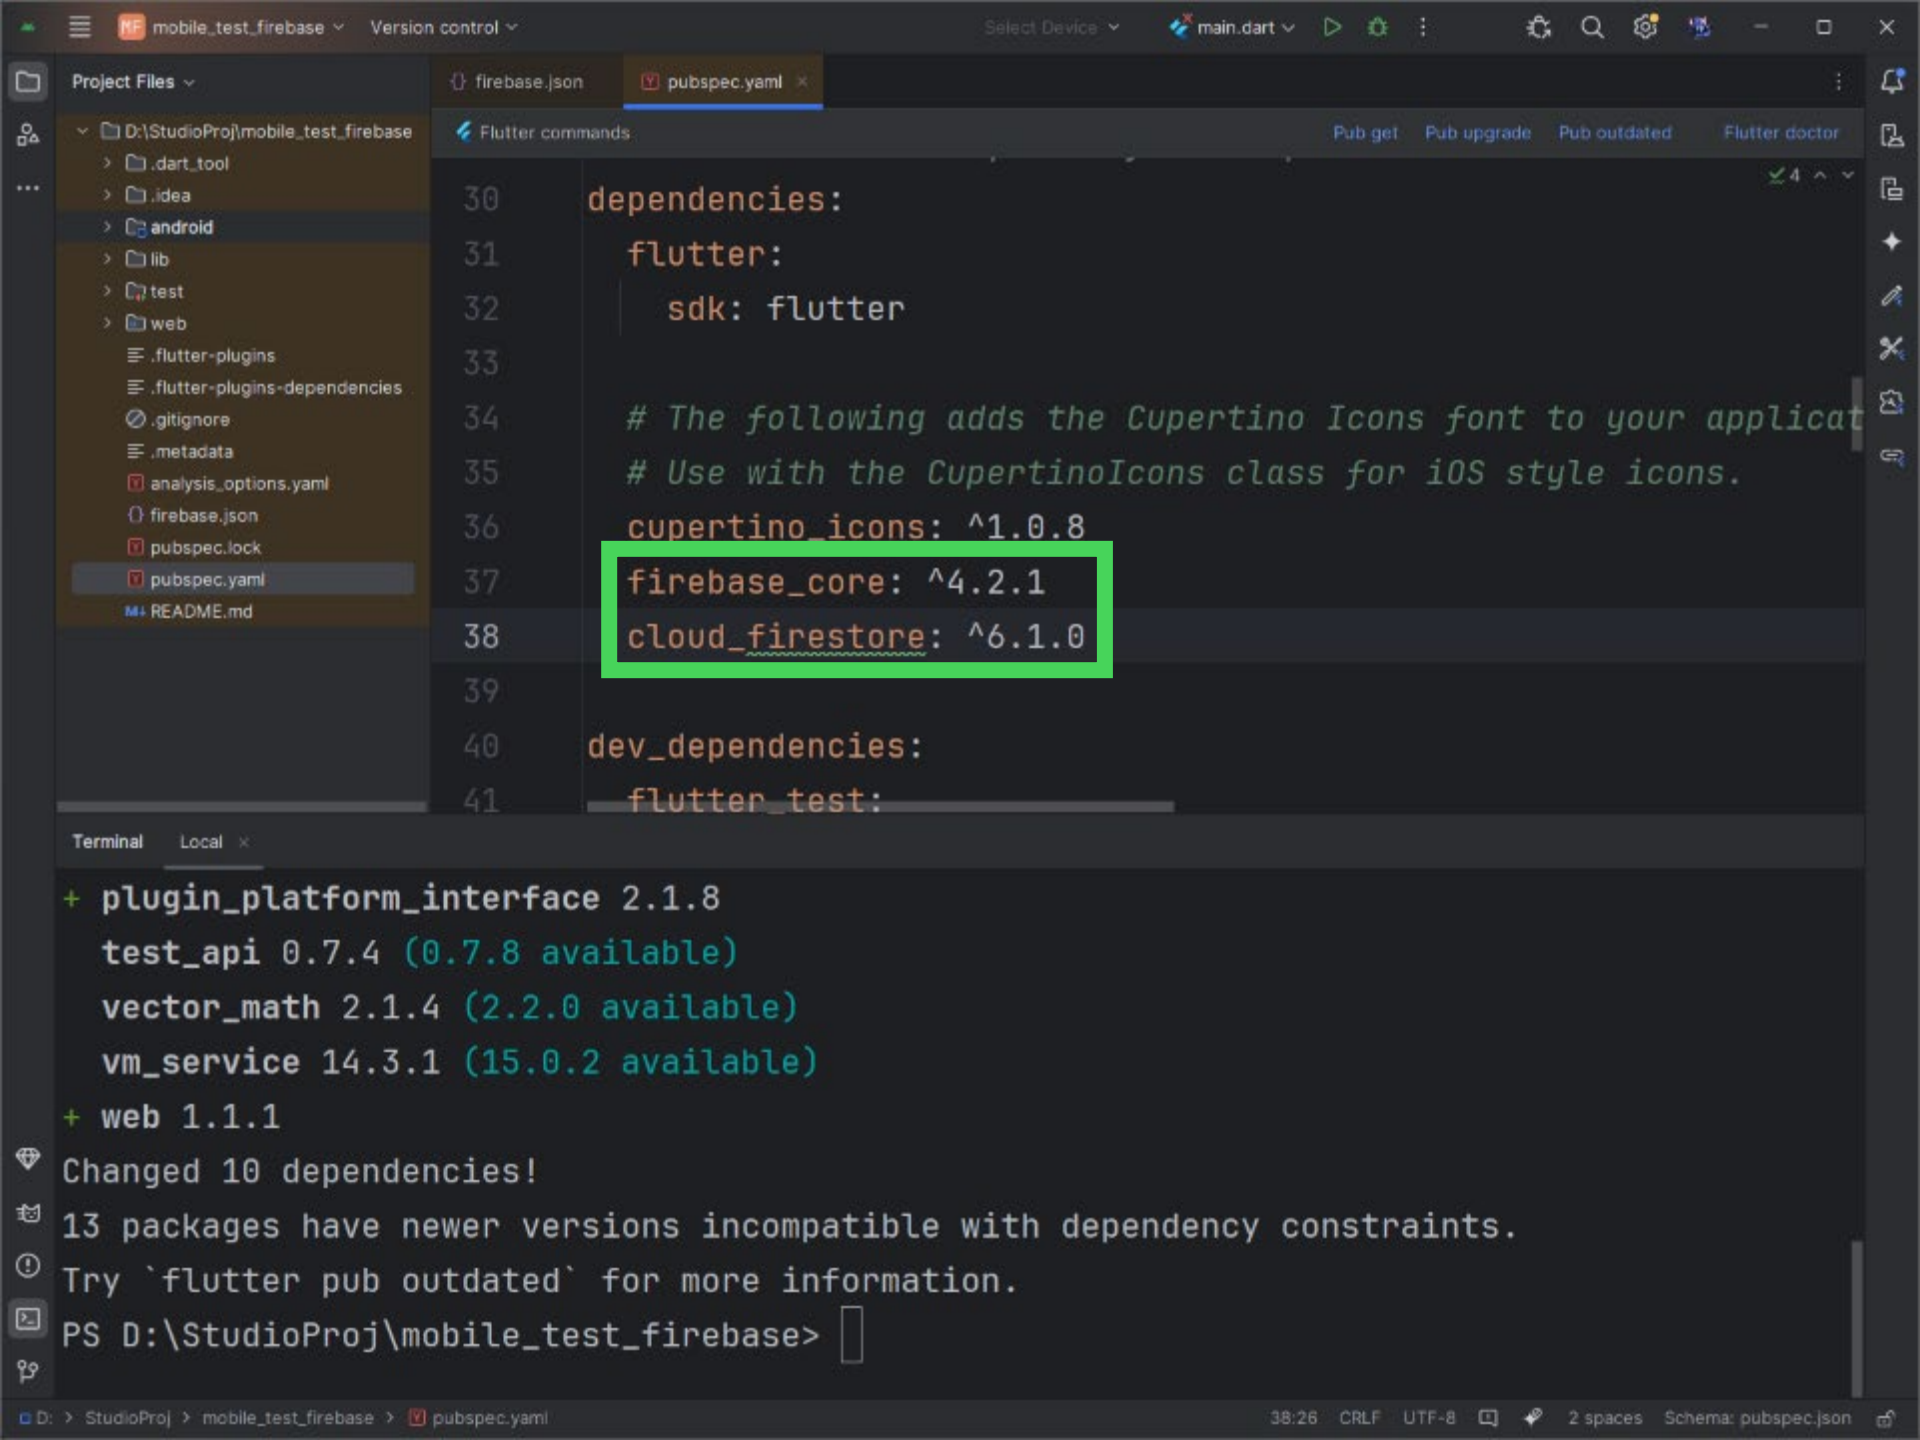 MF mobile_test_firebase Version control Select Device main.dart
Project Files
firebase.json pubspec.yaml
D:\StudioProj\mobile_test_firebase
.dart_tool
.idea
android
lib
test
web
.flutter-plugins
.flutter-plugins-dependencies
.gitignore
.metadata
analysis_options.yaml
firebase.json
pubspec.lock
pubspec.yaml
README.md
Flutter commands Pub get Pub upgrade Pub outdated Flutter doctor
4
30 dependencies:
31 flutter:
32 sdk: flutter
33
34 # The following adds the Cupertino Icons font to your applicat
35 # Use with the CupertinoIcons class for iOS style icons.
36 cupertino_icons: ^1.0.8
37 firebase_core: ^4.2.1
38 cloud_firestore: ^6.1.0
39
40 dev_dependencies:
41 flutter_test:
Terminal Local
+ plugin_platform_interface 2.1.8
test_api 0.7.4 (0.7.8 available)
vector_math 2.1.4 (2.2.0 available)
vm_service 14.3.1 (15.0.2 available)
+ web 1.1.1
Changed 10 dependencies!
13 packages have newer versions incompatible with dependency constraints.
Try `flutter pub outdated` for more information.
PS D:\StudioProj\mobile_test_firebase>
D: > StudioProj > mobile_test_firebase > pubspec.yaml 38:26 CRLF UTF-8 2 spaces Schema: pubspec.json